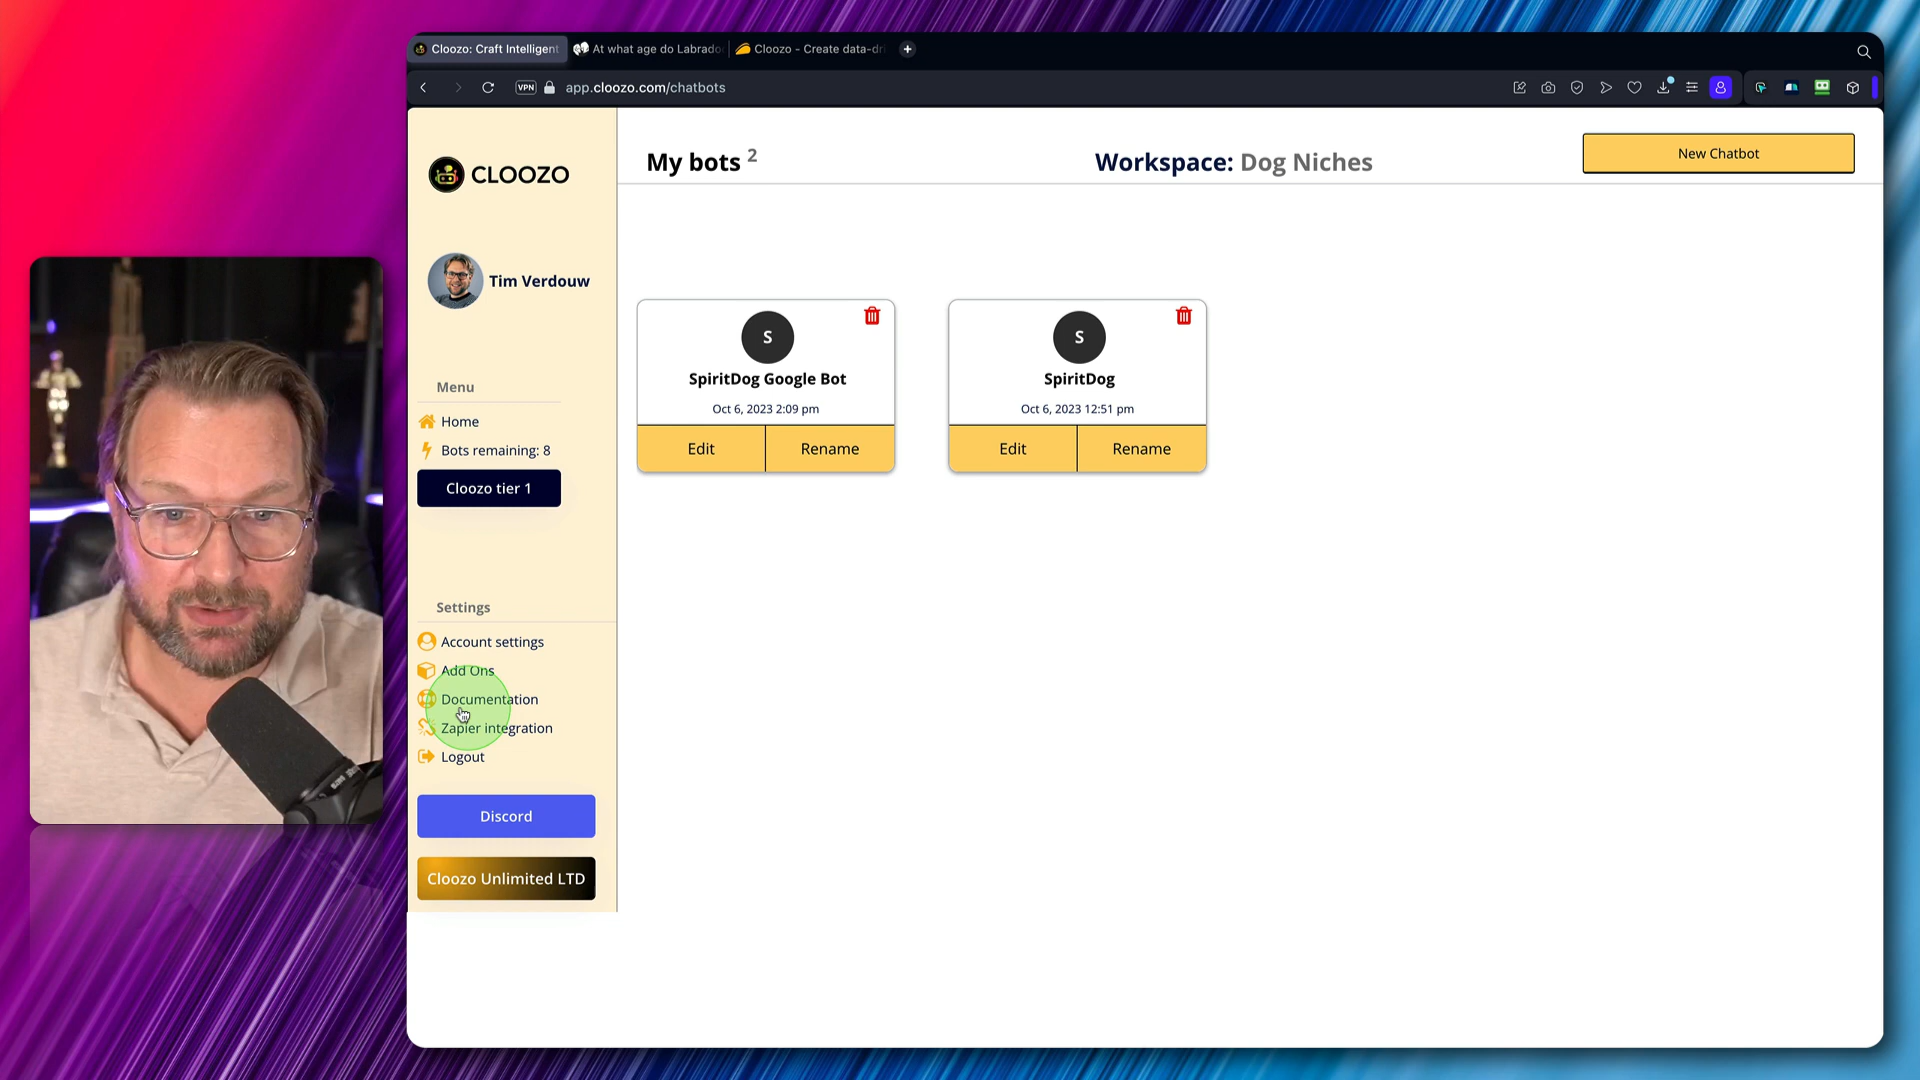 Cloozo: Craft Intelligent
At what age do Labrado
Cloozo - Create data-dri
VPN
app.cloozo.com/chatbots
CLOOZO
My bots 2
Workspace: Dog Niches
New Chatbot
Tim Verdouw
S
SpiritDog Google Bot
Oct 6, 2023 2:09 pm
Edit
Rename
S
SpiritDog
Oct 6, 2023 12:51 pm
Edit
Rename
Menu
Home
Bots remaining: 8
Cloozo tier 1
Settings
Account settings
Add Ons
Documentation
Zapier integration
Logout
Discord
Cloozo Unlimited LTD